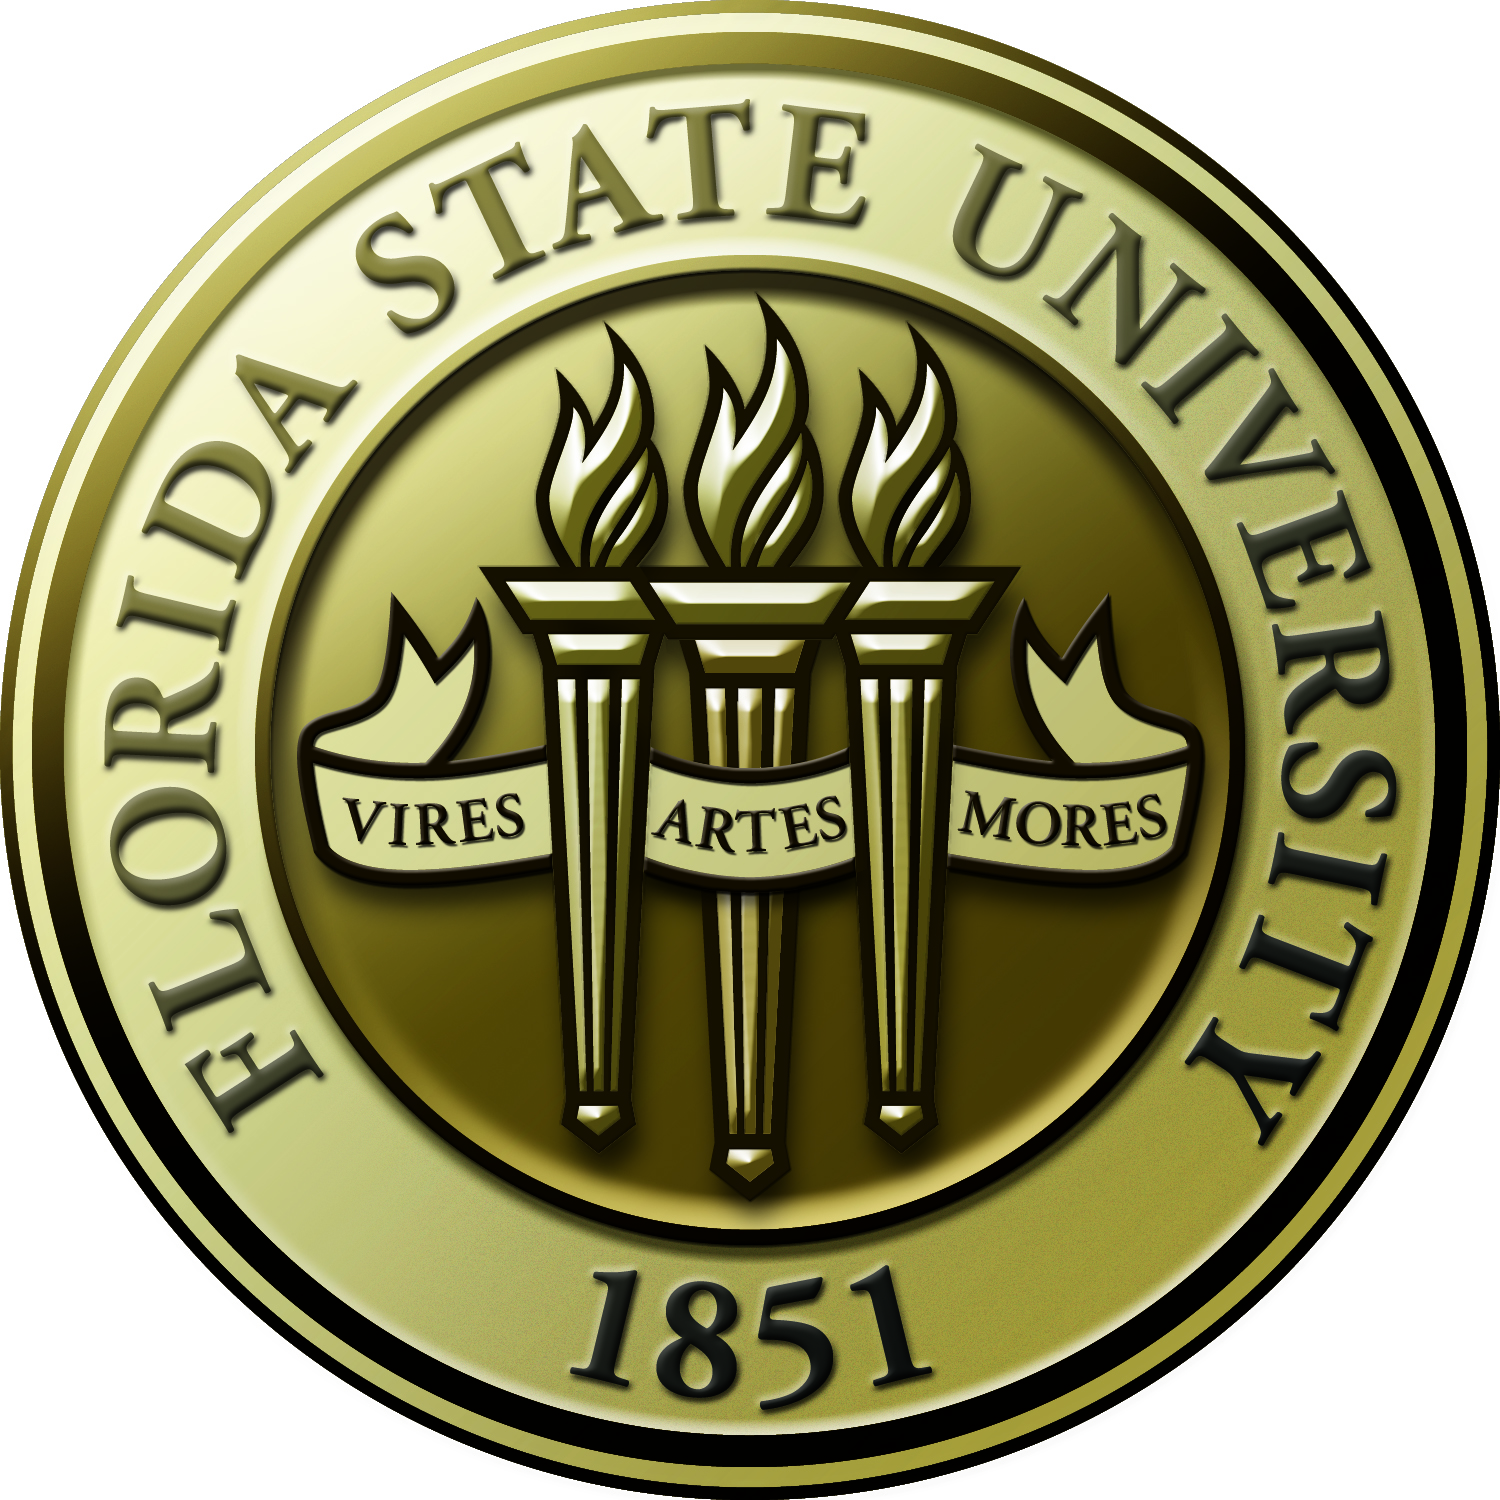 FLORIDA STATE UNIVERSITY
VIRES ARTES MORES
1851